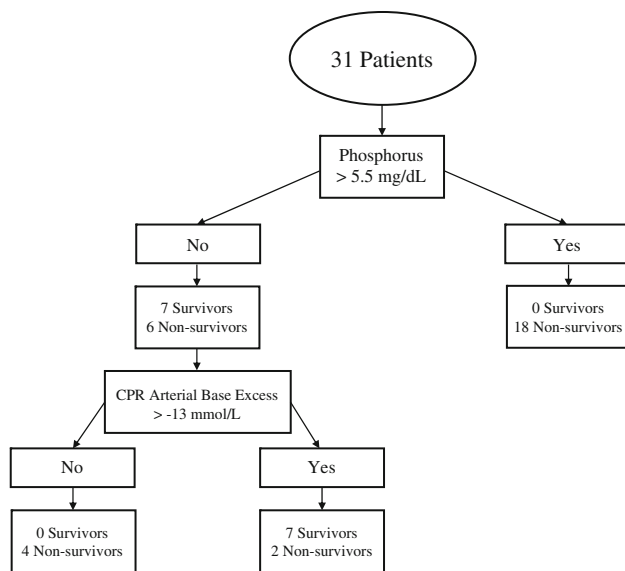 31 Patients
Phosphorus
> 5.5 mg/dL
No
Yes
7 Survivors
6 Non-survivors
0 Survivors
18 Non-survivors
CPR Arterial Base Excess
> -13 mmol/L
No
Yes
0 Survivors
4 Non-survivors
7 Survivors
2 Non-survivors